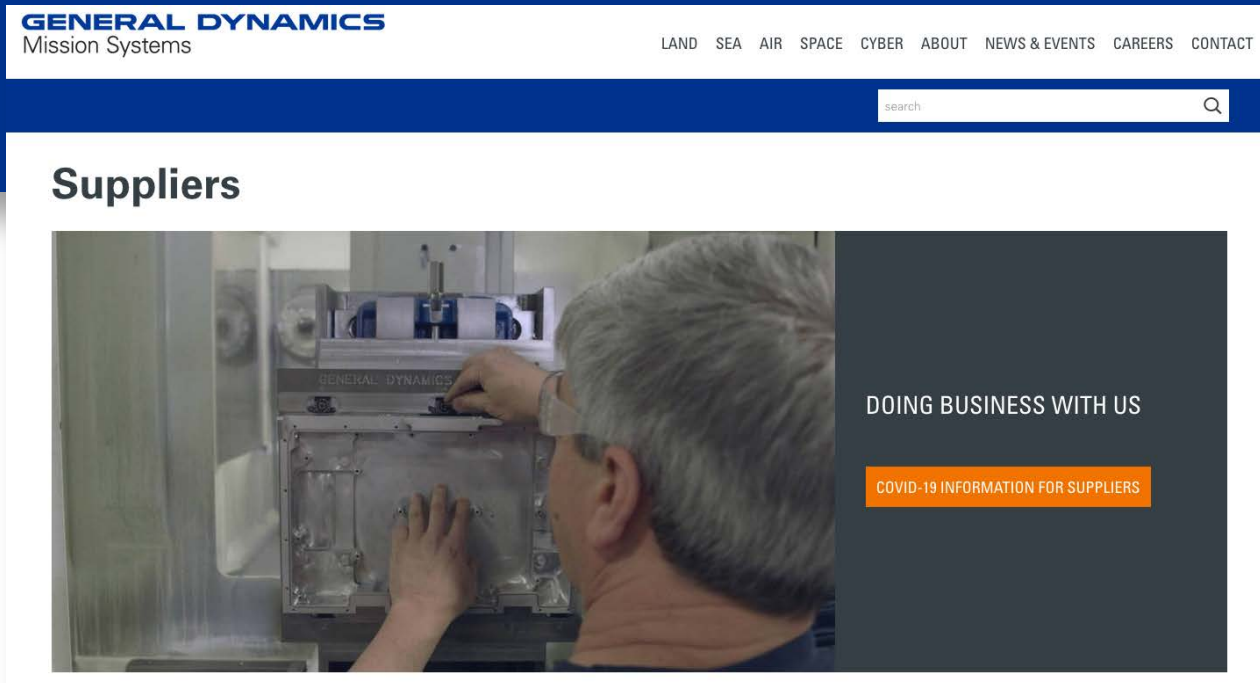 GENERAL DYNAMICS
Mission Systems
LAND SEA AIR SPACE CYBER ABOUT NEWS & EVENTS CAREERS CONTACT
search
Suppliers
GENERAL DYNAMICS
DOING BUSINESS WITH US
COVID-19 INFORMATION FOR SUPPLIERS